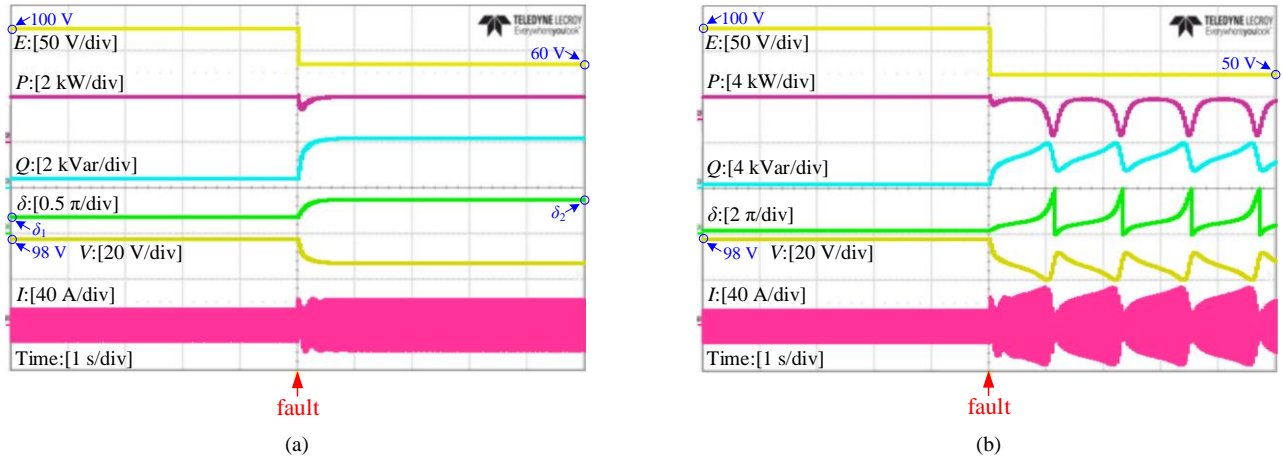 100 V
TELEDYNE LECROY
Everywhereyoulook™
E:[50 V/div]
60 V
P:[2 kW/div]
Q:[2 kVar/div]
δ:[0.5 π/div]
δ1
δ2
98 V
V:[20 V/div]
I:[40 A/div]
Time:[1 s/div]
fault
(a)
100 V
TELEDYNE LECROY
Everywhereyoulook™
E:[50 V/div]
50 V
P:[4 kW/div]
Q:[4 kVar/div]
δ:[2 π/div]
98 V
V:[20 V/div]
I:[40 A/div]
Time:[1 s/div]
fault
(b)